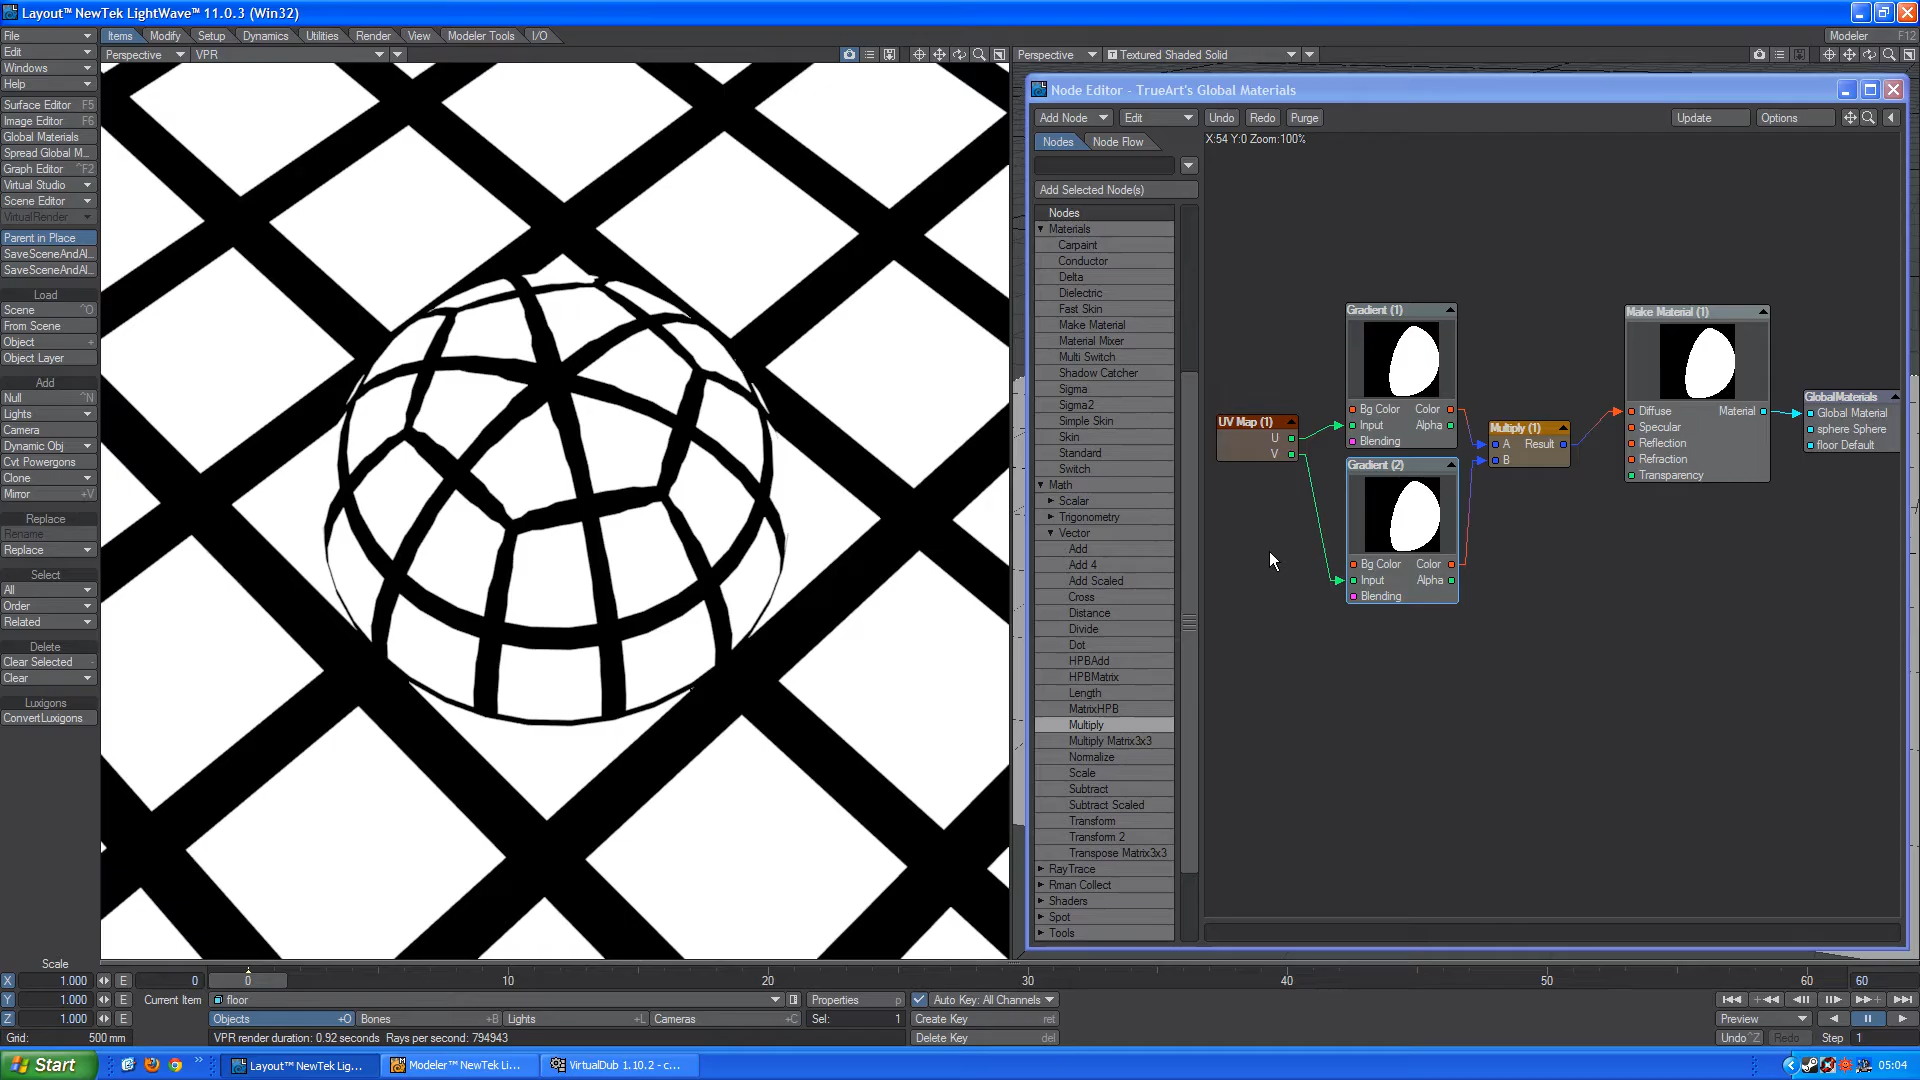 Layout™ NewTek LightWave™ 11.0.3 (Win32)
File
Items Modify Setup Dynamics Utilities Render View Modeler Tools I/O
Modeler F12
Edit
Perspective VPR
Perspective Textured Shaded Solid
Windows
Help
Surface Editor F5
Image Editor F6
Global Materials
Spread Global M...
Graph Editor ^F2
Virtual Studio
Scene Editor
VirtualRender
Parent in Place
SaveSceneAndAl...
SaveSceneAndAl...
Load
Scene ^O
From Scene
Object +
Object Layer
Add
Null ^N
Lights
Camera
Dynamic Obj
Cvt Powergons
Clone
Mirror +V
Replace
Rename
Replace
Select
All
Order
Related
Delete
Clear Selected -
Clear
Luxigons
ConvertLuxigons
Node Editor - TrueArt's Global Materials
Add Node Edit Undo Redo Purge Update Options
Nodes Node Flow
X:54 Y:0 Zoom:100%
Add Selected Node(s)
Nodes
Materials
Carpaint
Conductor
Delta
Dielectric
Fast Skin
Make Material
Material Mixer
Multi Switch
Shadow Catcher
Sigma
Sigma2
Simple Skin
Skin
Standard
Switch
Math
Scalar
Trigonometry
Vector
Add
Add 4
Add Scaled
Cross
Distance
Divide
Dot
HPBAdd
HPBMatrix
Length
MatrixHPB
Multiply
Multiply Matrix3x3
Normalize
Scale
Subtract
Subtract Scaled
Transform
Transform 2
Transpose Matrix3x3
RayTrace
Rman Collect
Shaders
Spot
Tools
UV Map (1)
U
V
Gradient (1)
Bg Color Color
Input Alpha
Blending
Gradient (2)
Bg Color Color
Input Alpha
Blending
Multiply (1)
A Result
B
Make Material (1)
Diffuse Material
Specular
Reflection
Refraction
Transparency
GlobalMaterials
Global Material
sphere Sphere
floor Default
Scale
X 1.000 E 0 0 10 20 30 40 50 60 60
Y 1.000 E Current Item floor Properties p Auto Key: All Channels
Z 1.000 E Objects +O Bones +B Lights +L Cameras +C Sel: 1 Create Key ret Preview
Grid: 500 mm VPR render duration: 0.92 seconds Rays per second: 794943 Delete Key del Undo ^Z Redo Step 1
Start Layout™ NewTek Lig... Modeler™ NewTek Li... VirtualDub 1.10.2 - c... 05:04